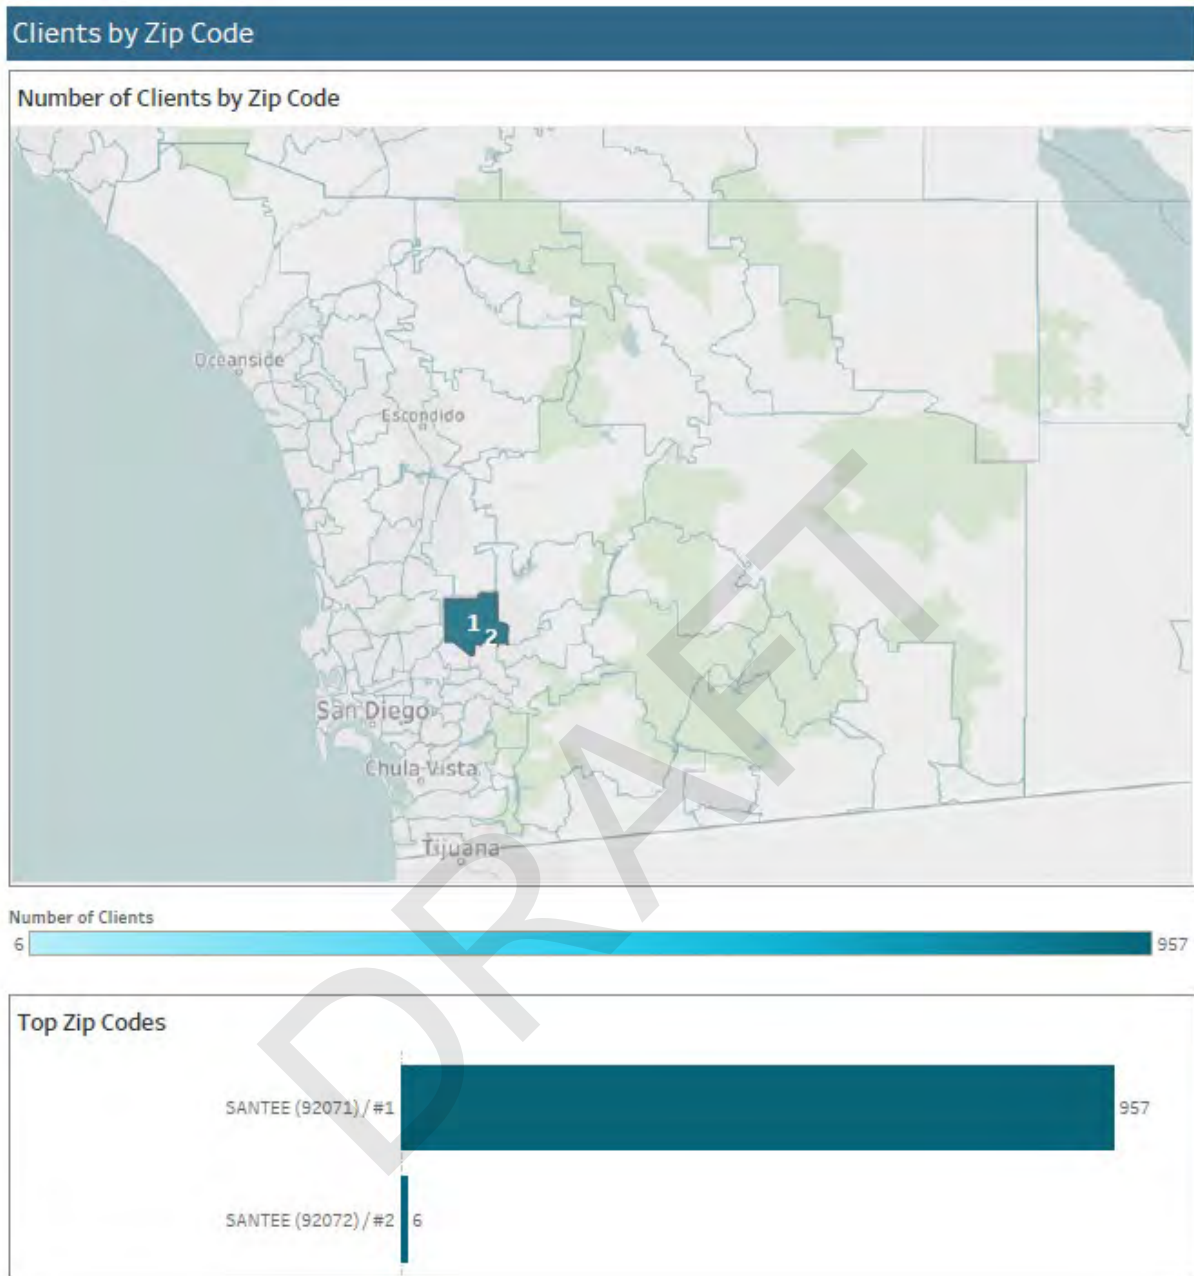 Clients by Zip Code
Number of Clients by Zip Code
Oceanside
Escondido
1
2
San Diego
Chula Vista
Tijuana
Number of Clients
6
957
Top Zip Codes
SANTEE (92071) / #1
957
SANTEE (92072) / #2
6
DRAFT